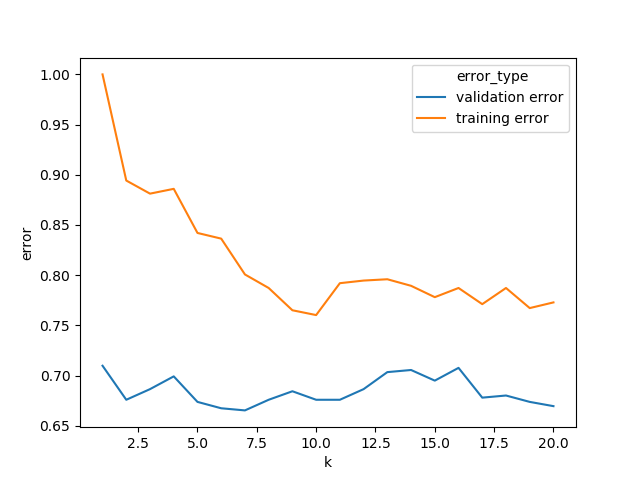 error_type
validation error
training error
1.00
0.95
0.90
0.85
0.80
0.75
0.70
0.65
error
2.5 5.0 7.5 10.0 12.5 15.0 17.5 20.0
k